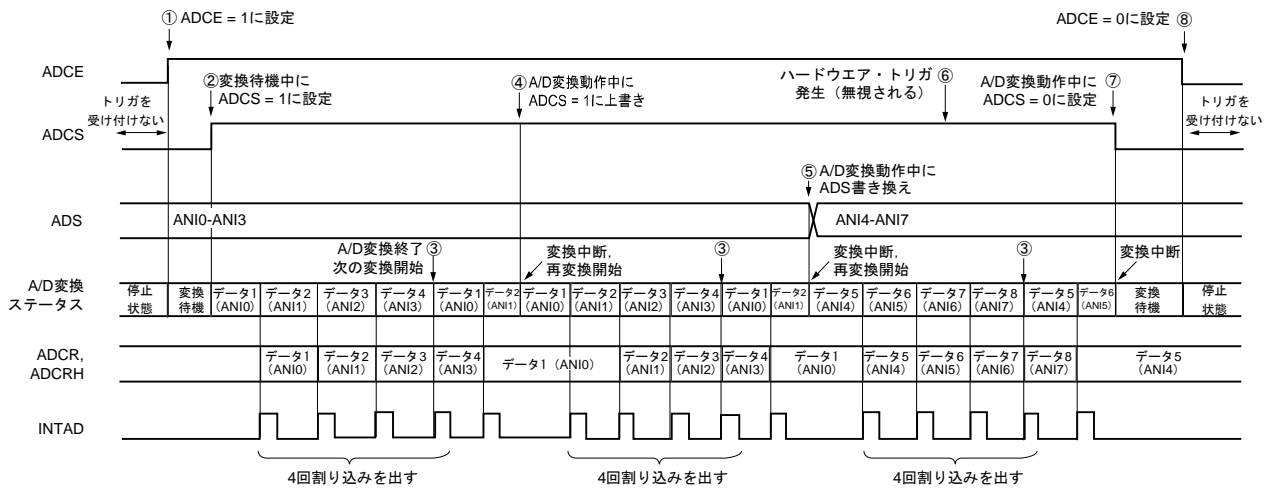 ① ADCE = 1に設定
ADCE = 0に設定 ⑧
ADCE
②変換待機中に
ADCS = 1に設定
④ A/D変換動作中に
ADCS = 1に上書き
ハードウエア・トリガ ⑥
発生（無視される）
A/D変換動作中に ⑦
ADCS = 0に設定
トリガを
受け付けない
トリガを
受け付けない
ADCS
⑤ A/D変換動作中に
ADS書き換え
ADS
ANI0-ANI3
ANI4-ANI7
A/D変換終了 ③
次の変換開始
変換中断,
再変換開始
③
変換中断,
再変換開始
③
変換中断
A/D変換
ステータス
停止
状態
変換
待機
データ1
(ANI0)
データ2
(ANI1)
データ3
(ANI2)
データ4
(ANI3)
データ1
(ANI0)
データ2
(ANI1)
データ1
(ANI0)
データ2
(ANI1)
データ3
(ANI2)
データ4
(ANI3)
データ1
(ANI0)
データ2
(ANI1)
データ5
(ANI4)
データ6
(ANI5)
データ7
(ANI6)
データ8
(ANI7)
データ5
(ANI4)
データ6
(ANI5)
変換
待機
停止
状態
ADCR,
ADCRH
データ1
(ANI0)
データ2
(ANI1)
データ3
(ANI2)
データ4
(ANI3)
データ1 (ANI0)
データ2
(ANI1)
データ3
(ANI2)
データ4
(ANI3)
データ1
(ANI0)
データ5
(ANI4)
データ6
(ANI5)
データ7
(ANI6)
データ8
(ANI7)
データ5
(ANI4)
INTAD
4回割り込みを出す
4回割り込みを出す
4回割り込みを出す